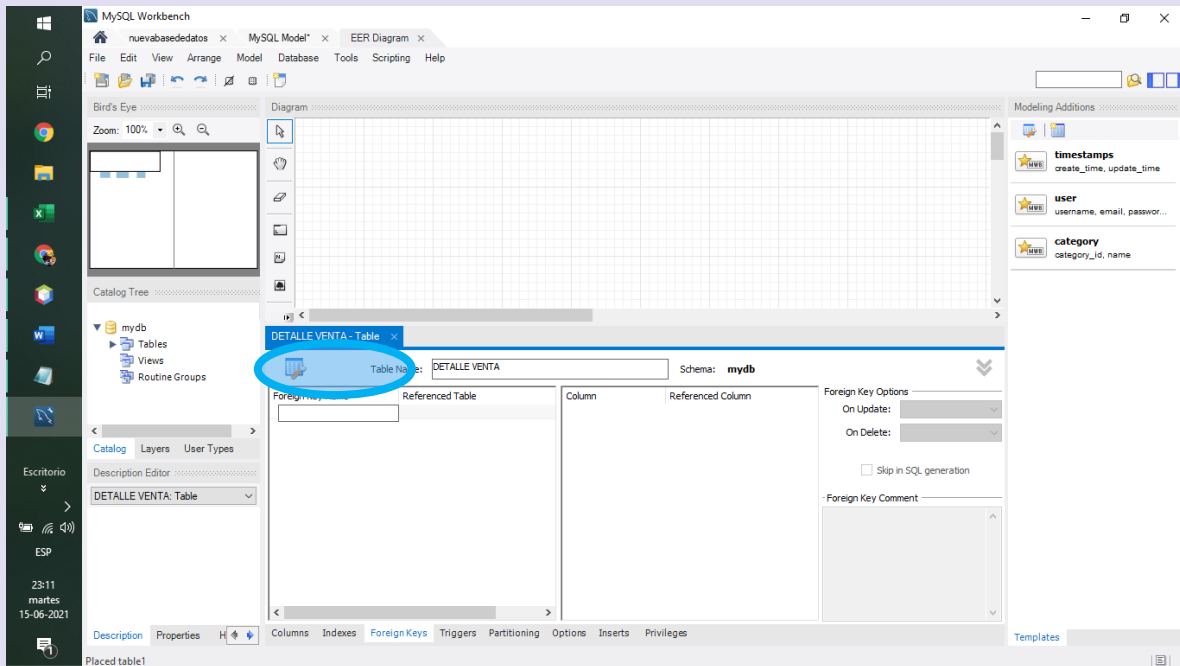 MySQL Workbench
nuevabasededatos × MySQL Model* × EER Diagram ×
File Edit View Arrange Model Database Tools Scripting Help
Bird's Eye
Zoom: 100%
Diagram
Modeling Additions
timestamps
create_time, update_time
user
username, email, passwor...
category
category_id, name
Catalog Tree
mydb
Tables
Views
Routine Groups
Catalog Layers User Types
Description Editor
DETALLE VENTA: Table
Description Properties H
DETALLE VENTA - Table ×
Table Name: DETALLE VENTA Schema: mydb
Foreign Key Name Referenced Table Column Referenced Column
Foreign Key Options
On Update:
On Delete:
Skip in SQL generation
Foreign Key Comment
Columns Indexes Foreign Keys Triggers Partitioning Options Inserts Privileges
Templates
Placed table1
Escritorio
ESP
23:11
martes
15-06-2021
1